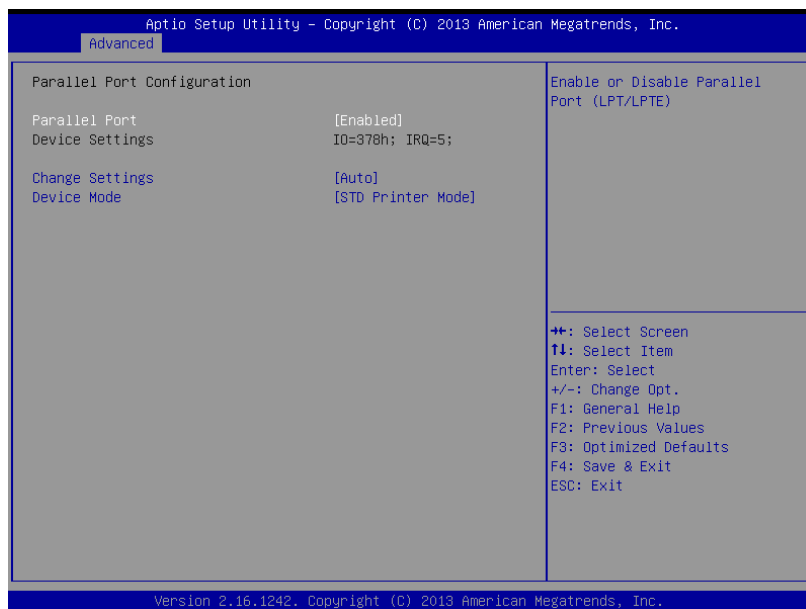 Aptio Setup Utility – Copyright (C) 2013 American Megatrends, Inc.
Advanced
Parallel Port Configuration
Parallel Port [Enabled]
Device Settings IO=378h; IRQ=5;
Change Settings [Auto]
Device Mode [STD Printer Mode]
Enable or Disable Parallel
Port (LPT/LPTE)
→←: Select Screen
↑↓: Select Item
Enter: Select
+/-: Change Opt.
F1: General Help
F2: Previous Values
F3: Optimized Defaults
F4: Save & Exit
ESC: Exit
Version 2.16.1242. Copyright (C) 2013 American Megatrends, Inc.